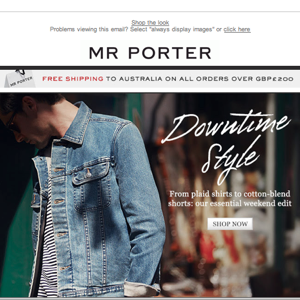 Shop the look
Problems viewing this email? Select "always display images" or click here
MR PORTER
MR PORTER
FREE SHIPPING TO AUSTRALIA ON ALL ORDERS OVER GBP£200
Downtime
Style
From plaid shirts to cotton-blend
shorts: our essential weekend edit
SHOP NOW